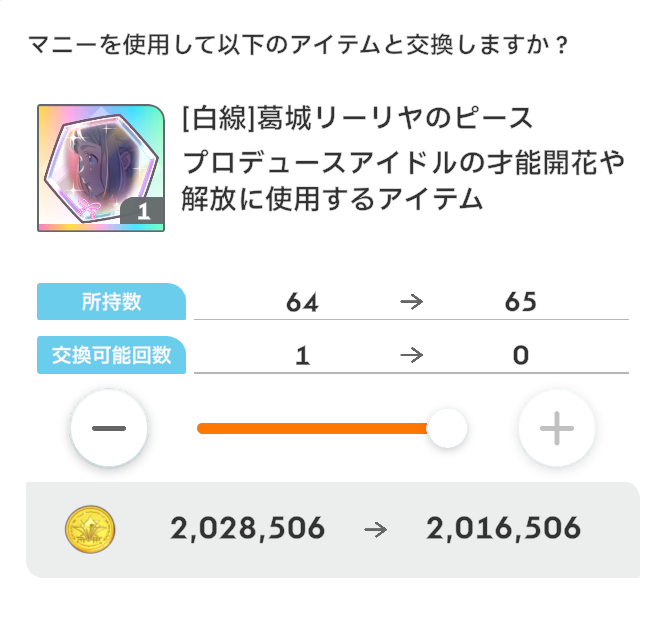 マニーを使用して以下のアイテムと交換しますか？
[白線]葛城リーリヤのピース
プロデュースアイドルの才能開花や
解放に使用するアイテム
1
所持数 64 → 65
交換可能回数 1 → 0
2,028,506 → 2,016,506